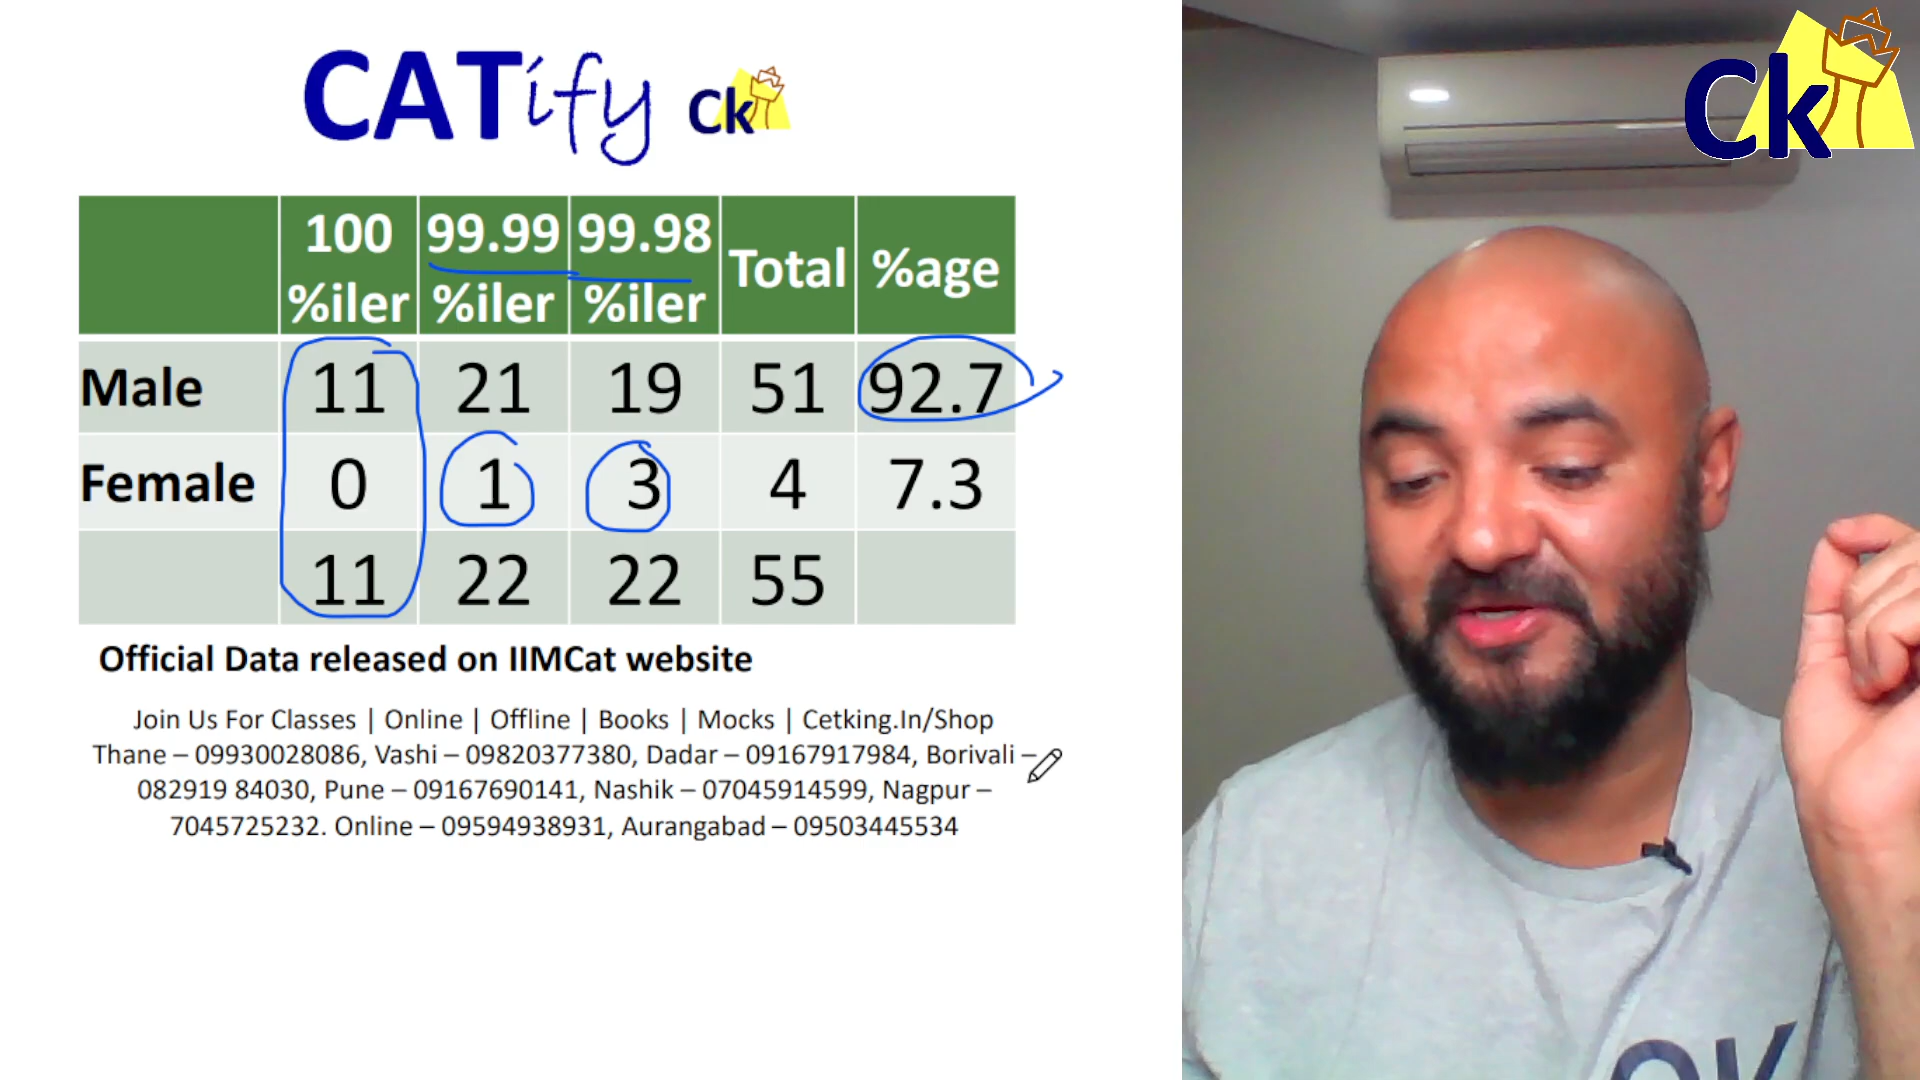 CATify Ck
Ck
100 %iler 99.99 %iler 99.98 %iler Total %age
Male 11 21 19 51 92.7
Female 0 1 3 4 7.3
11 22 22 55
Official Data released on IIMCat website
Join Us For Classes | Online | Offline | Books | Mocks | Cetking.In/Shop
Thane – 09930028086, Vashi – 09820377380, Dadar – 09167917984, Borivali –
082919 84030, Pune – 09167690141, Nashik – 07045914599, Nagpur –
7045725232. Online – 09594938931, Aurangabad – 09503445534